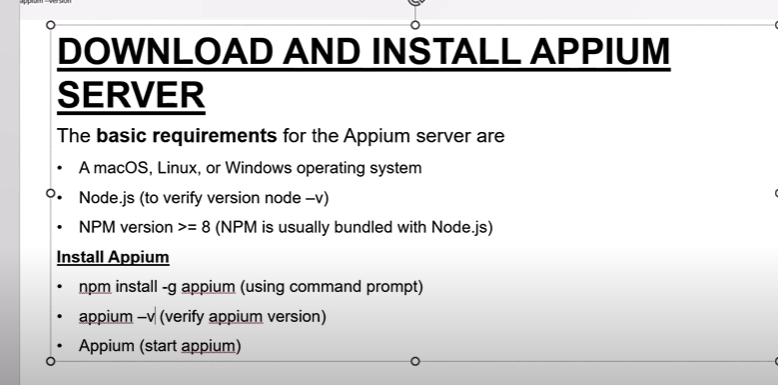 appium –version
DOWNLOAD AND INSTALL APPIUM
SERVER
The basic requirements for the Appium server are
• A macOS, Linux, or Windows operating system
• Node.js (to verify version node –v)
• NPM version >= 8 (NPM is usually bundled with Node.js)
Install Appium
• npm install -g appium (using command prompt)
• appium –v (verify appium version)
• Appium (start appium)